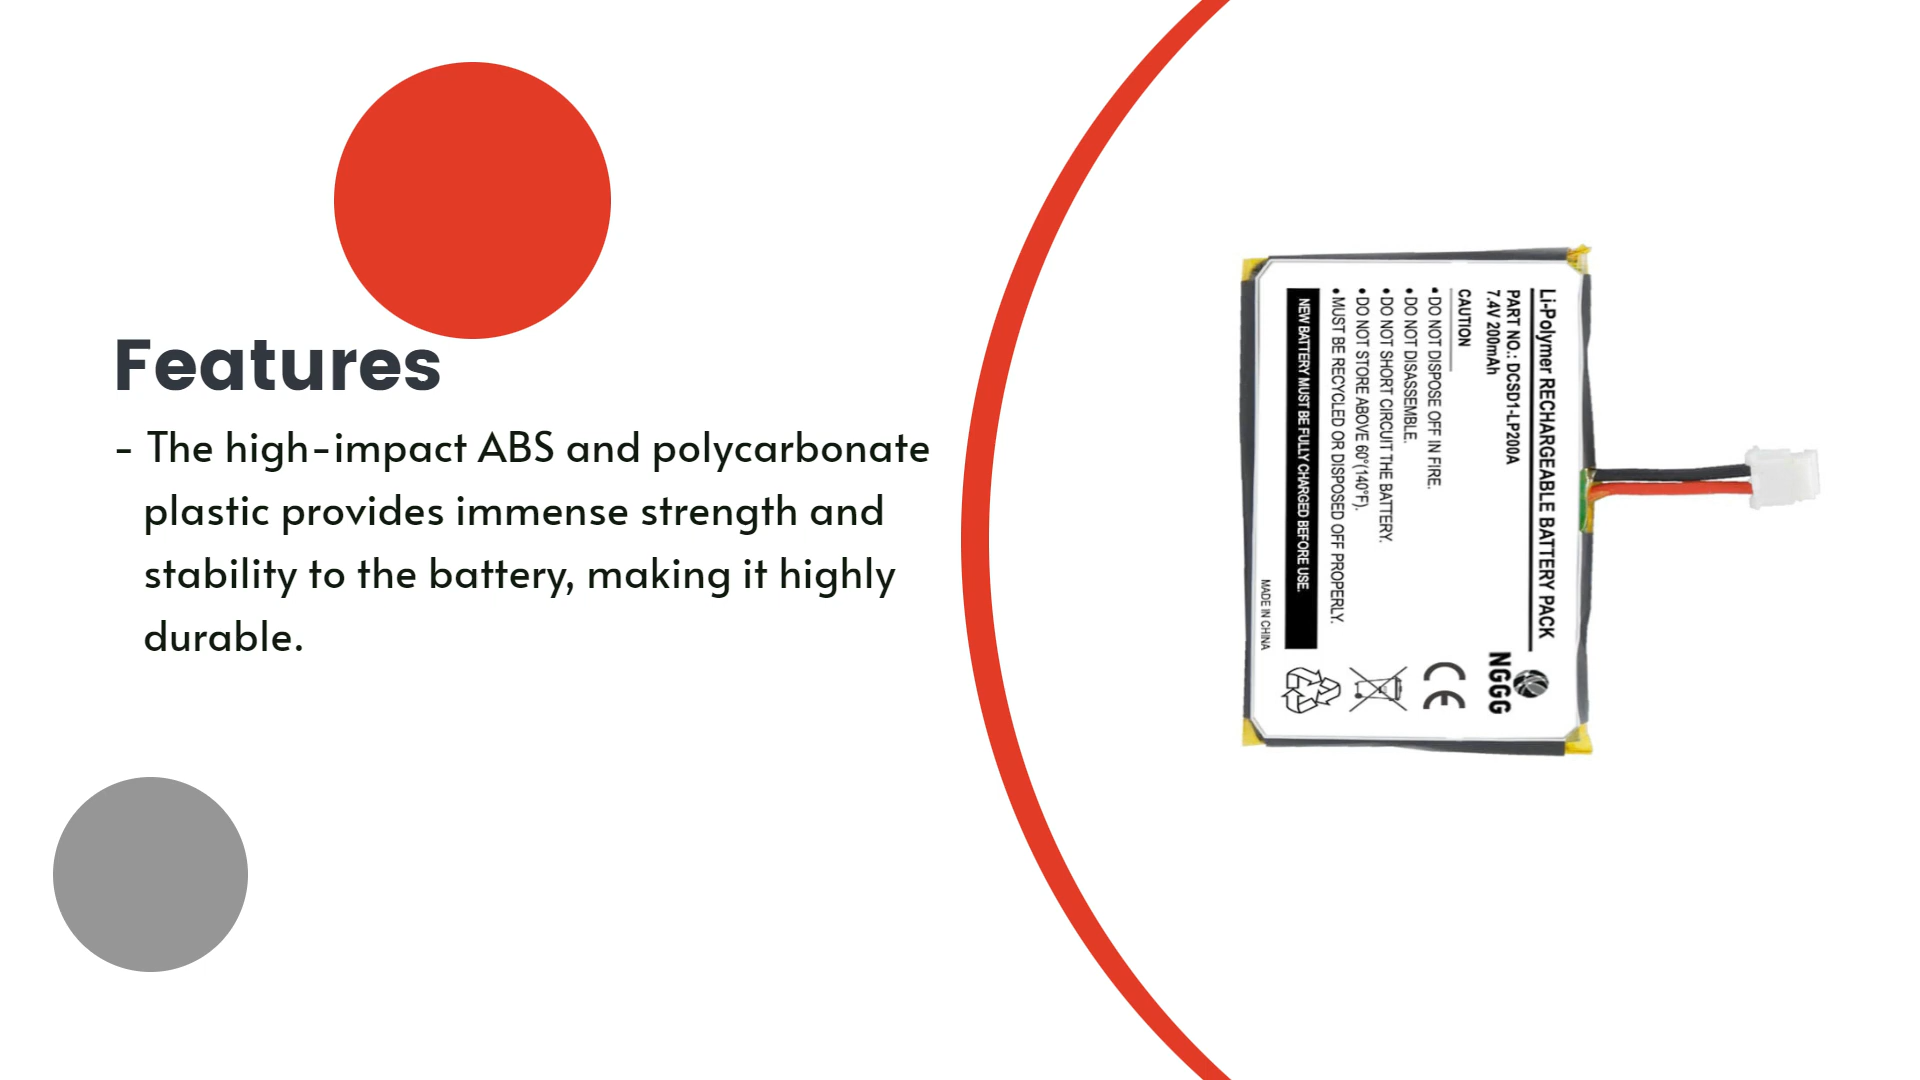 Features
- The high-impact ABS and polycarbonate
plastic provides immense strength and
stability to the battery, making it highly
durable.
Li-Polymer RECHARGEABLE BATTERY PACK
PART NO.: DCSD1-LP200A
7.4V 200mAh
CAUTION
• DO NOT DISPOSE OFF IN FIRE.
• DO NOT DISASSEMBLE.
• DO NOT SHORT CIRCUIT THE BATTERY.
• DO NOT STORE ABOVE 60°(140°F).
• MUST BE RECYCLED OR DISPOSED OFF PROPERLY.
NEW BATTERY MUST BE FULLY CHARGED BEFORE USE.
MADE IN CHINA
NGGG
CE